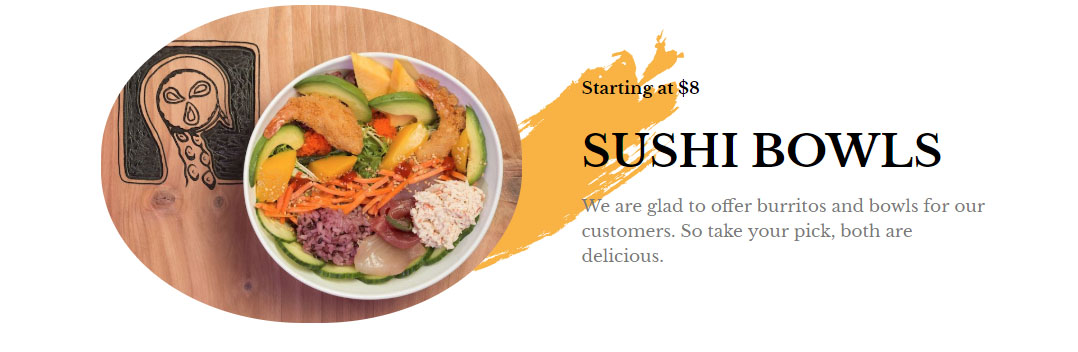 Starting at $8
SUSHI BOWLS
We are glad to offer burritos and bowls for our
customers. So take your pick, both are
delicious.